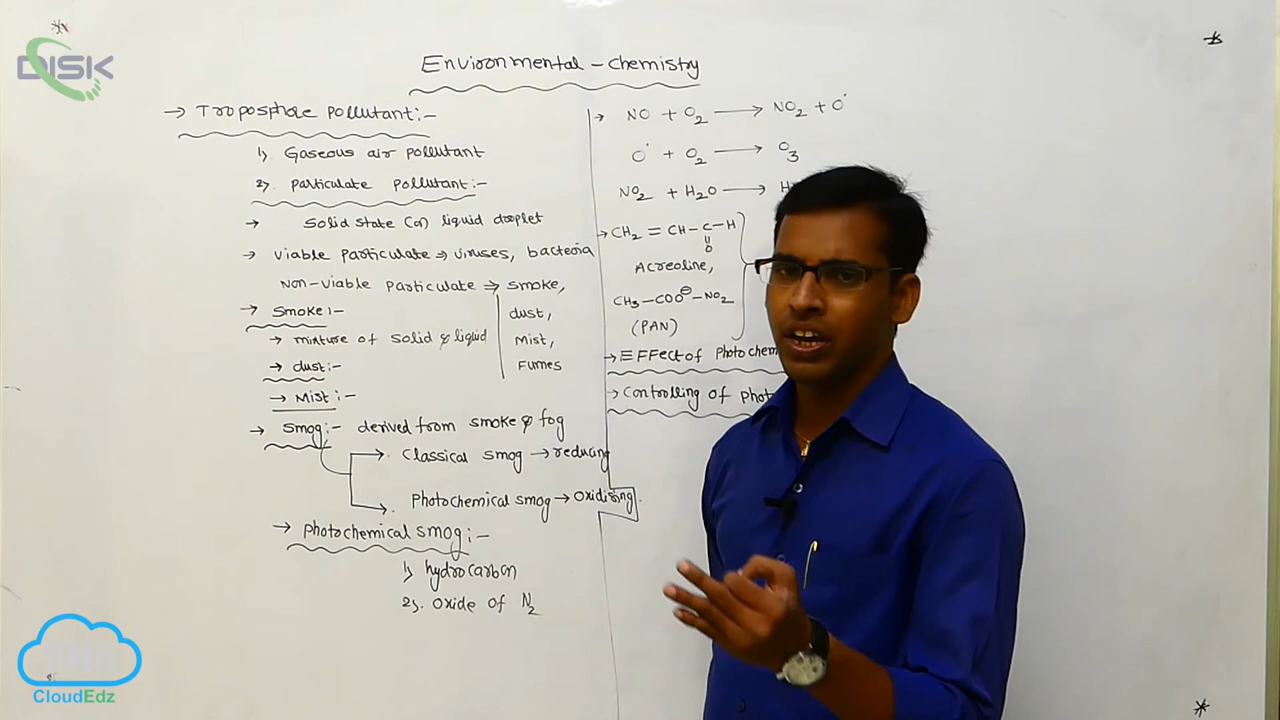 DISK
Environmental - chemistry
→ Troposphoe pollutant:-
1) Gaseous air pollutant
2) particulate pollutant:-
→ Solid state (or) liquid droplet
→ viable particulate ⇒ viruses, bacteria
Non-viable particulate ⇒ smoke,
dust,
Mist,
Fumes
→ Smoke:-
→ mixture of solid & liquid
→ dust:-
→ Mist:-
→ Smog:- derived from smoke & fog
→ Classical smog → reducing
→ Photochemical smog → oxidising.
→ Photochemical smog:-
1) hydrocarbon
2). oxide of N2
→ NO + O2 → NO2 + O˙
O˙ + O2 → O3
NO2 + H2O → H
→ CH2 = CH - C - H
O
Acreoline,
CH3-COO⊖-NO2
(PAN)
→ Effect of Photochem
→ Controlling of phot
CloudEdz